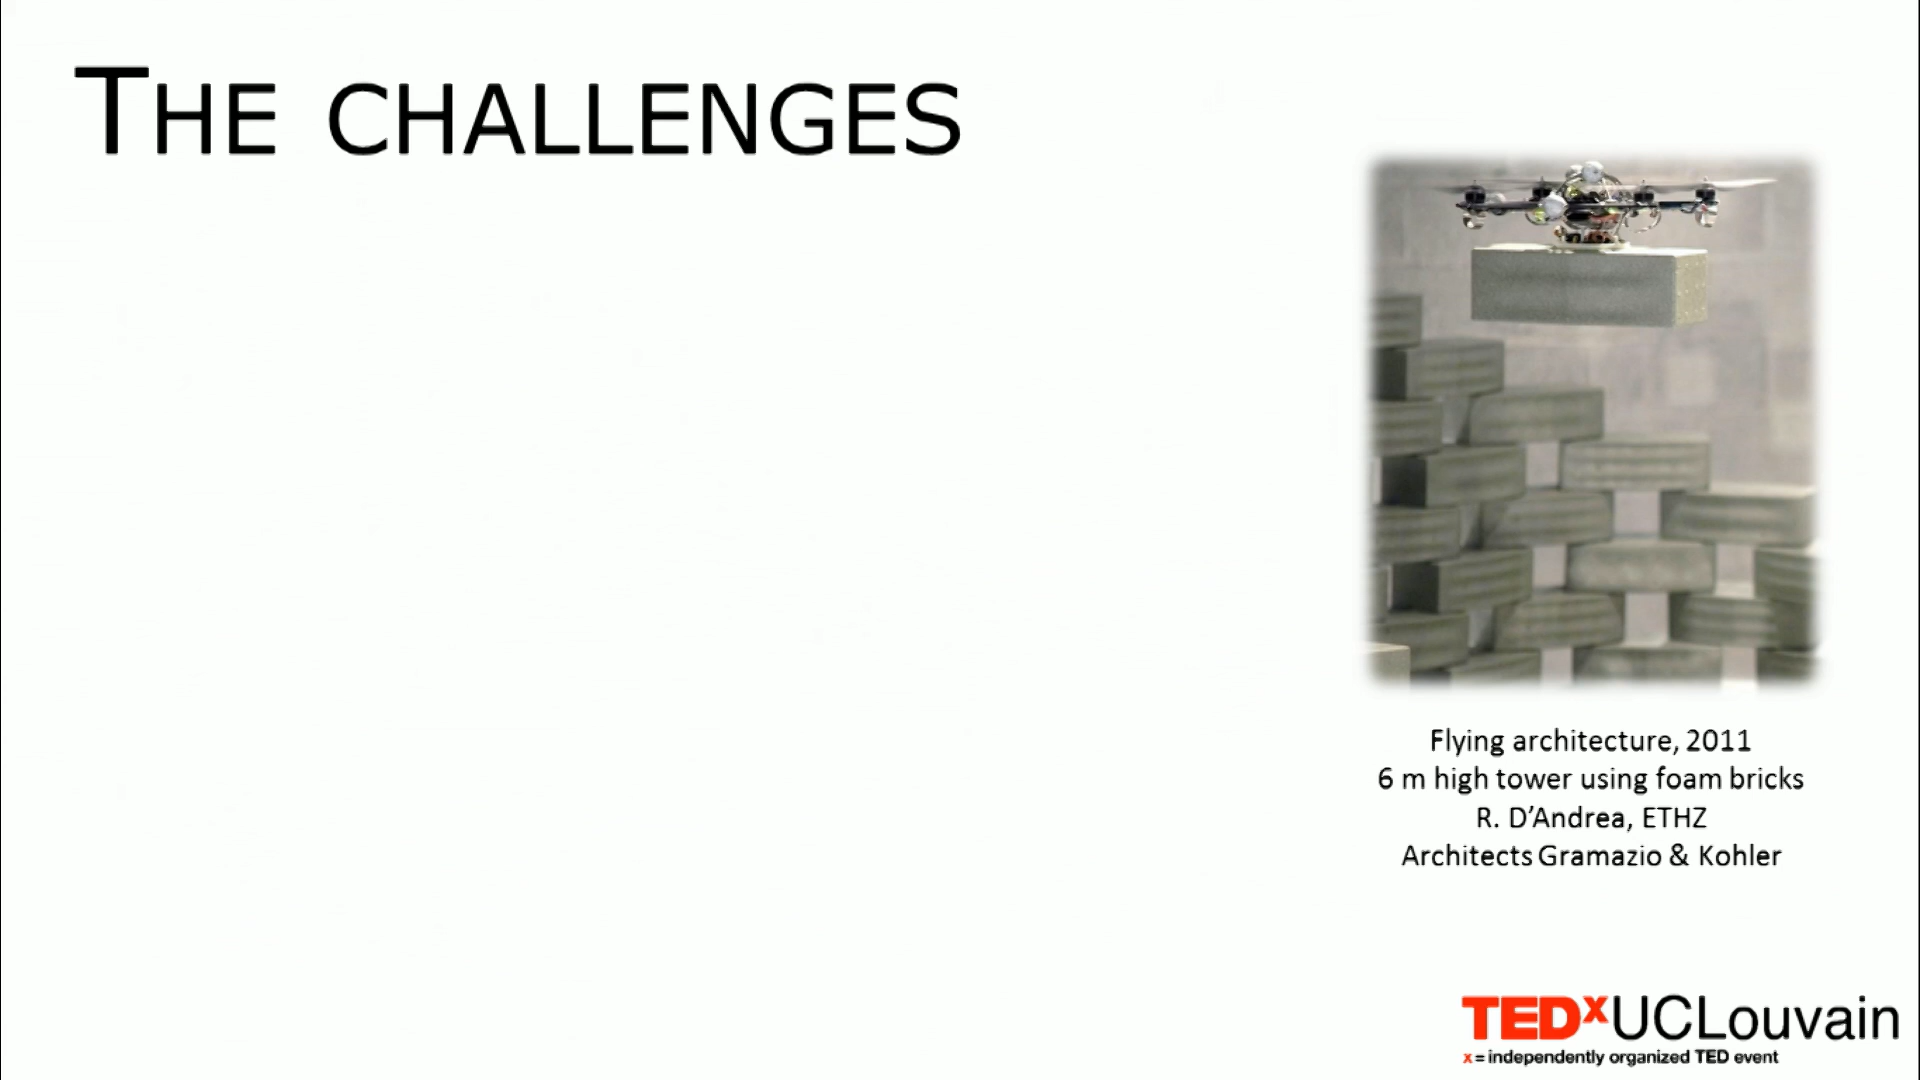 THE CHALLENGES
Flying architecture, 2011
6 m high tower using foam bricks
R. D’Andrea, ETHZ
Architects Gramazio & Kohler
TEDxUCLouvain
x = independently organized TED event